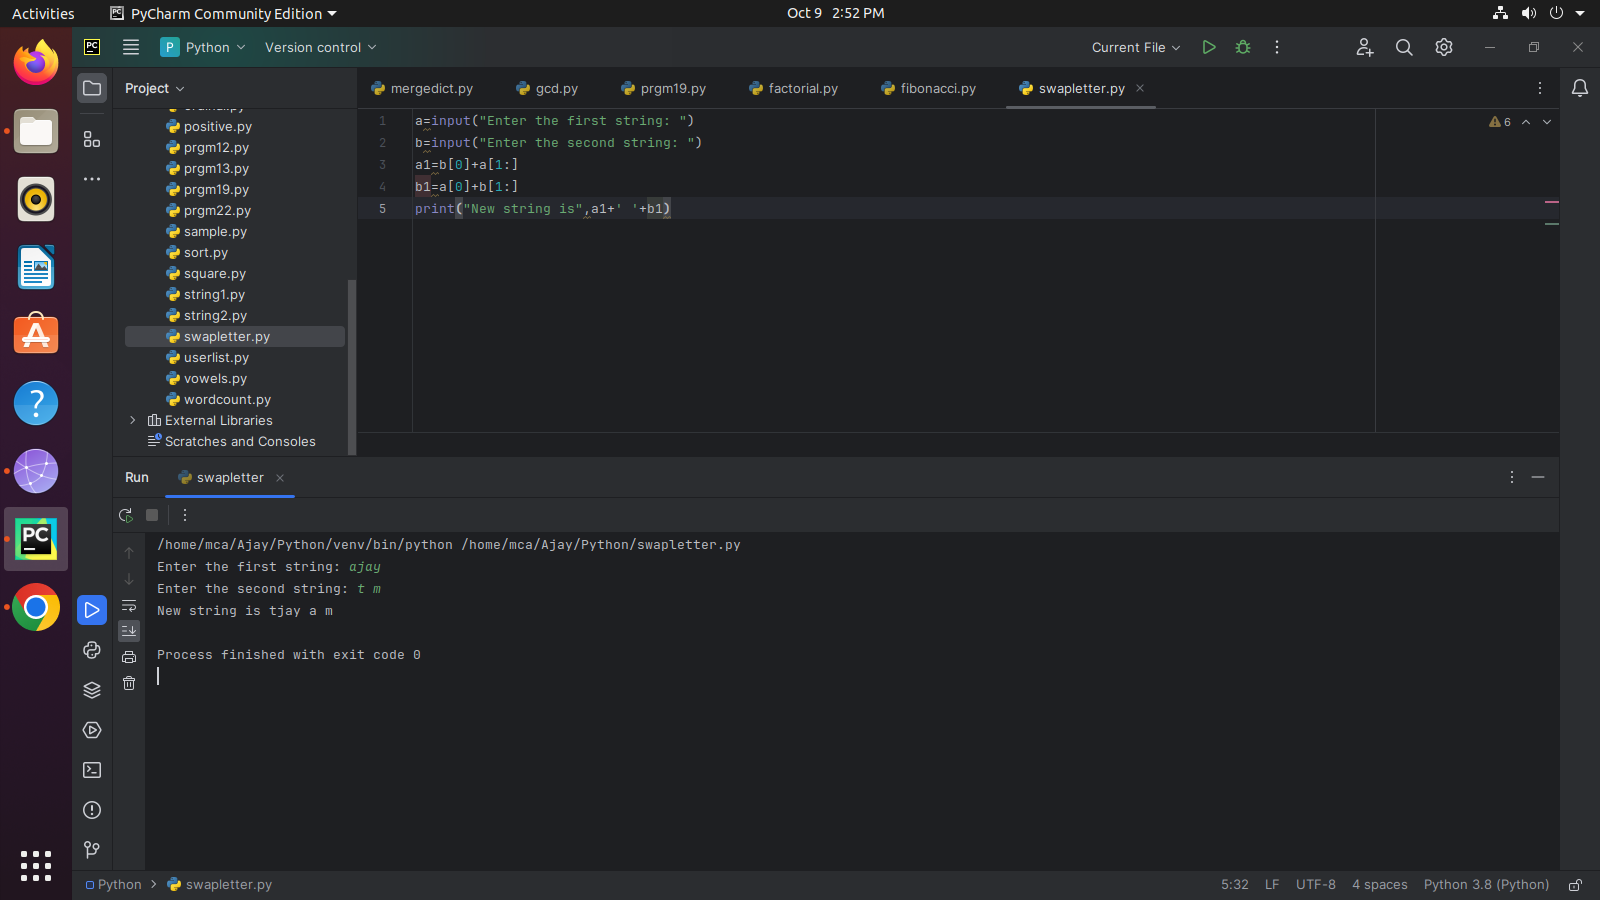 Activities
PyCharm Community Edition
Oct 9 2:52 PM
PC
P Python
Version control
Current File
Project
mergedict.py
gcd.py
prgm19.py
factorial.py
fibonacci.py
swapletter.py
positive.py
prgm12.py
prgm13.py
prgm19.py
prgm22.py
sample.py
sort.py
square.py
string1.py
string2.py
swapletter.py
userlist.py
vowels.py
wordcount.py
External Libraries
Scratches and Consoles
1 a=input("Enter the first string: ")
2 b=input("Enter the second string: ")
3 a1=b[0]+a[1:]
4 b1=a[0]+b[1:]
5 print("New string is",a1+' '+b1)
6
Run
swapletter
/home/mca/Ajay/Python/venv/bin/python /home/mca/Ajay/Python/swapletter.py
Enter the first string: ajay
Enter the second string: t m
New string is tjay a m
Process finished with exit code 0
PC
Python
swapletter.py
5:32
LF
UTF-8
4 spaces
Python 3.8 (Python)